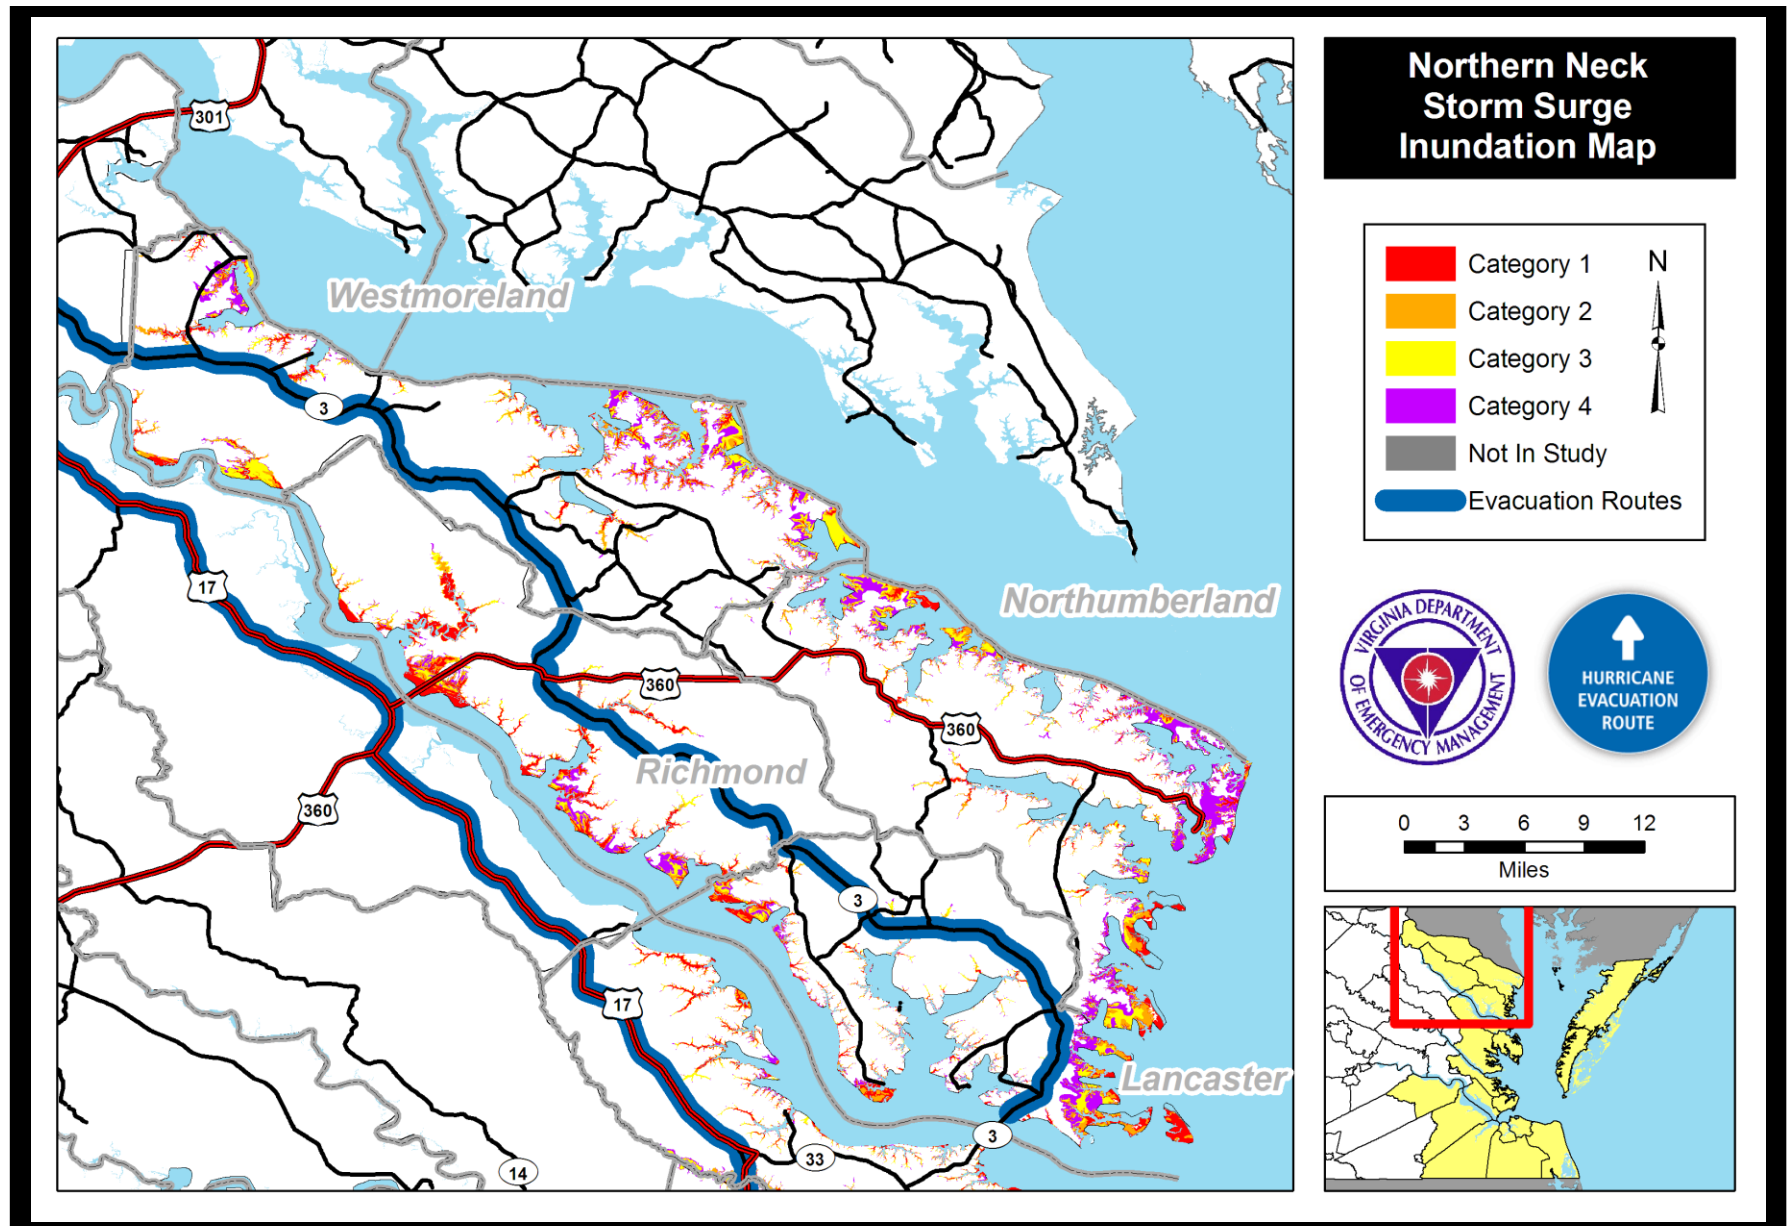 Northern Neck
Storm Surge
Inundation Map
Category 1
Category 2
Category 3
Category 4
Not In Study
Evacuation Routes
N
301
Westmoreland
3
17
Northumberland
360
360
Richmond
360
3
17
Lancaster
3
33
14
VIRGINIA DEPARTMENT
OF EMERGENCY MANAGEMENT
HURRICANE
EVACUATION
ROUTE
0 3 6 9 12
Miles